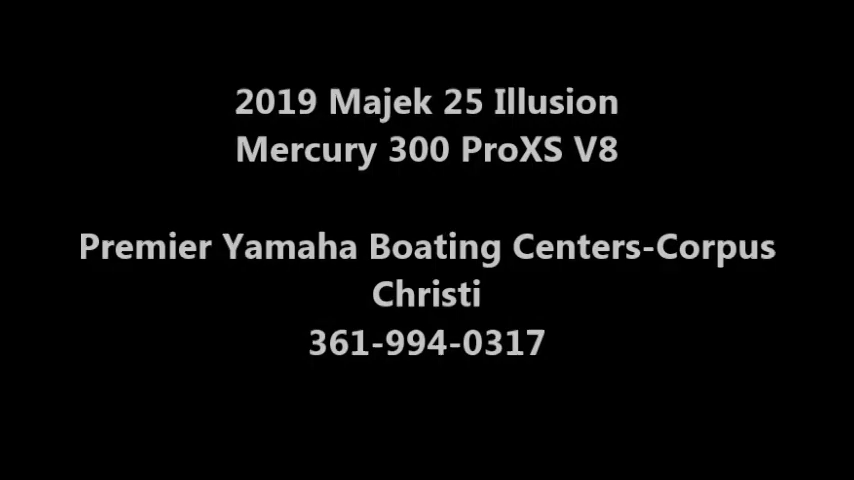 2019 Majek 25 Illusion
Mercury 300 ProXS V8
Premier Yamaha Boating Centers-Corpus
Christi
361-994-0317